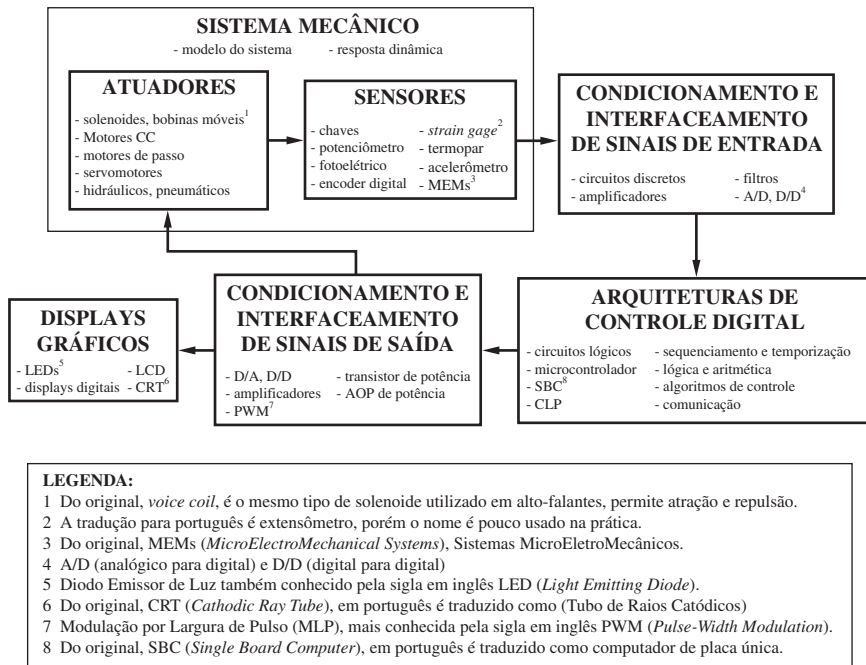 SISTEMA MECÂNICO
- modelo do sistema - resposta dinâmica
ATUADORES
- solenoides, bobinas móveis1
- Motores CC
- motores de passo
- servomotores
- hidráulicos, pneumáticos
SENSORES
- chaves - strain gage2
- potenciômetro - termopar
- fotoelétrico - acelerômetro
- encoder digital - MEMs3
CONDICIONAMENTO E
INTERFACEAMENTO
DE SINAIS DE ENTRADA
- circuitos discretos - filtros
- amplificadores - A/D, D/D4
DISPLAYS
GRÁFICOS
- LEDs5 - LCD
- displays digitais - CRT6
CONDICIONAMENTO E
INTERFACEAMENTO
DE SINAIS DE SAÍDA
- D/A, D/D - transistor de potência
- amplificadores - AOP de potência
- PWM7
ARQUITETURAS DE
CONTROLE DIGITAL
- circuitos lógicos - sequenciamento e temporização
- microcontrolador - lógica e aritmética
- SBC8 - algoritmos de controle
- CLP - comunicação
LEGENDA:
1 Do original, voice coil, é o mesmo tipo de solenoide utilizado em alto-falantes, permite atração e repulsão.
2 A tradução para português é extensômetro, porém o nome é pouco usado na prática.
3 Do original, MEMs (MicroElectroMechanical Systems), Sistemas MicroEletroMecânicos.
4 A/D (analógico para digital) e D/D (digital para digital)
5 Diodo Emissor de Luz também conhecido pela sigla em inglês LED (Light Emitting Diode).
6 Do original, CRT (Cathodic Ray Tube), em português é traduzido como (Tubo de Raios Catódicos)
7 Modulação por Largura de Pulso (MLP), mais conhecida pela sigla em inglês PWM (Pulse-Width Modulation).
8 Do original, SBC (Single Board Computer), em português é traduzido como computador de placa única.